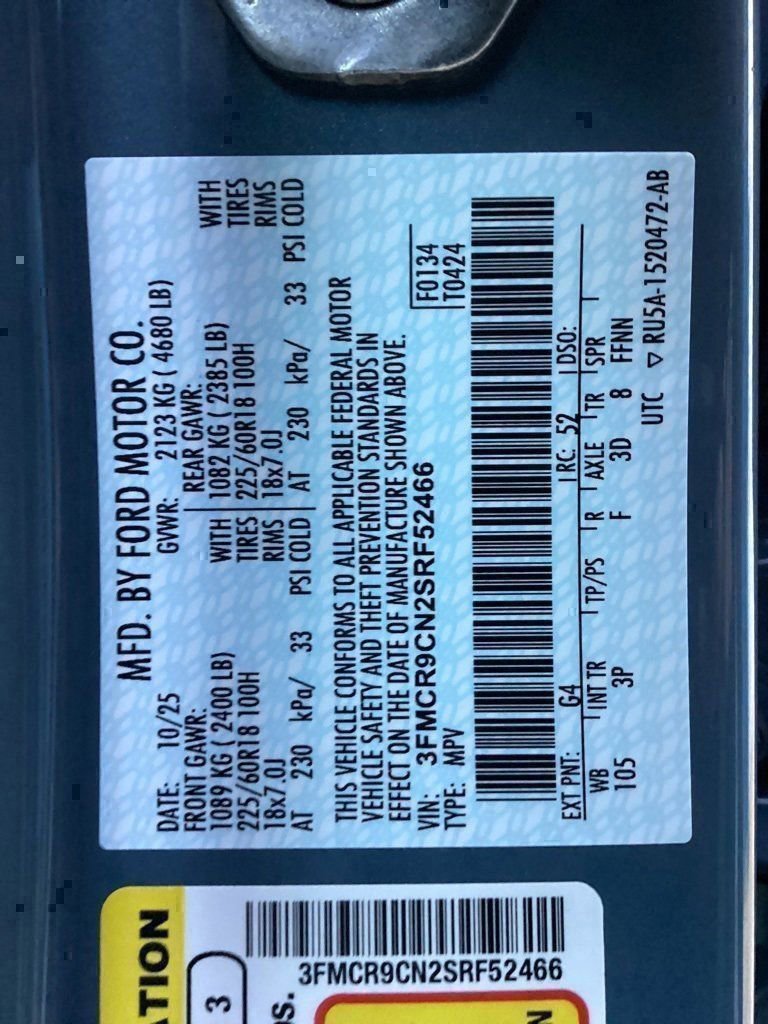 MFD. BY FORD MOTOR CO.
DATE: 10/25 GVWR: 2123 KG ( 4680 LB)
FRONT GAWR: REAR GAWR:
1089 KG ( 2400 LB) WITH 1082 KG ( 2385 LB) WITH
225/60R18 100H TIRES 225/60R18 100H TIRES
18x7.0J RIMS 18x7.0J RIMS
AT 230 kPa/ 33 PSI COLD AT 230 kPa/ 33 PSI COLD
THIS VEHICLE CONFORMS TO ALL APPLICABLE FEDERAL MOTOR
VEHICLE SAFETY AND THEFT PREVENTION STANDARDS IN
EFFECT ON THE DATE OF MANUFACTURE SHOWN ABOVE.
VIN: 3FMCR9CN2SRF52466 F0134
TYPE: MPV T0424
EXT PNT: G4 RC: 52 DSO:
WB INT TR TP/PS R AXLE TR SPR
105 3P F 3D 8 FFNN
UTC ▽ RU5A-1520472-AB
ATION
3
os.
3FMCR9CN2SRF52466
N